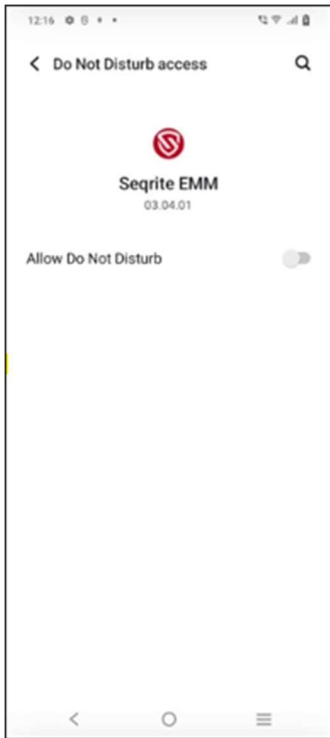 12:16
Do Not Disturb access
Seqrite EMM
03.04.01
Allow Do Not Disturb